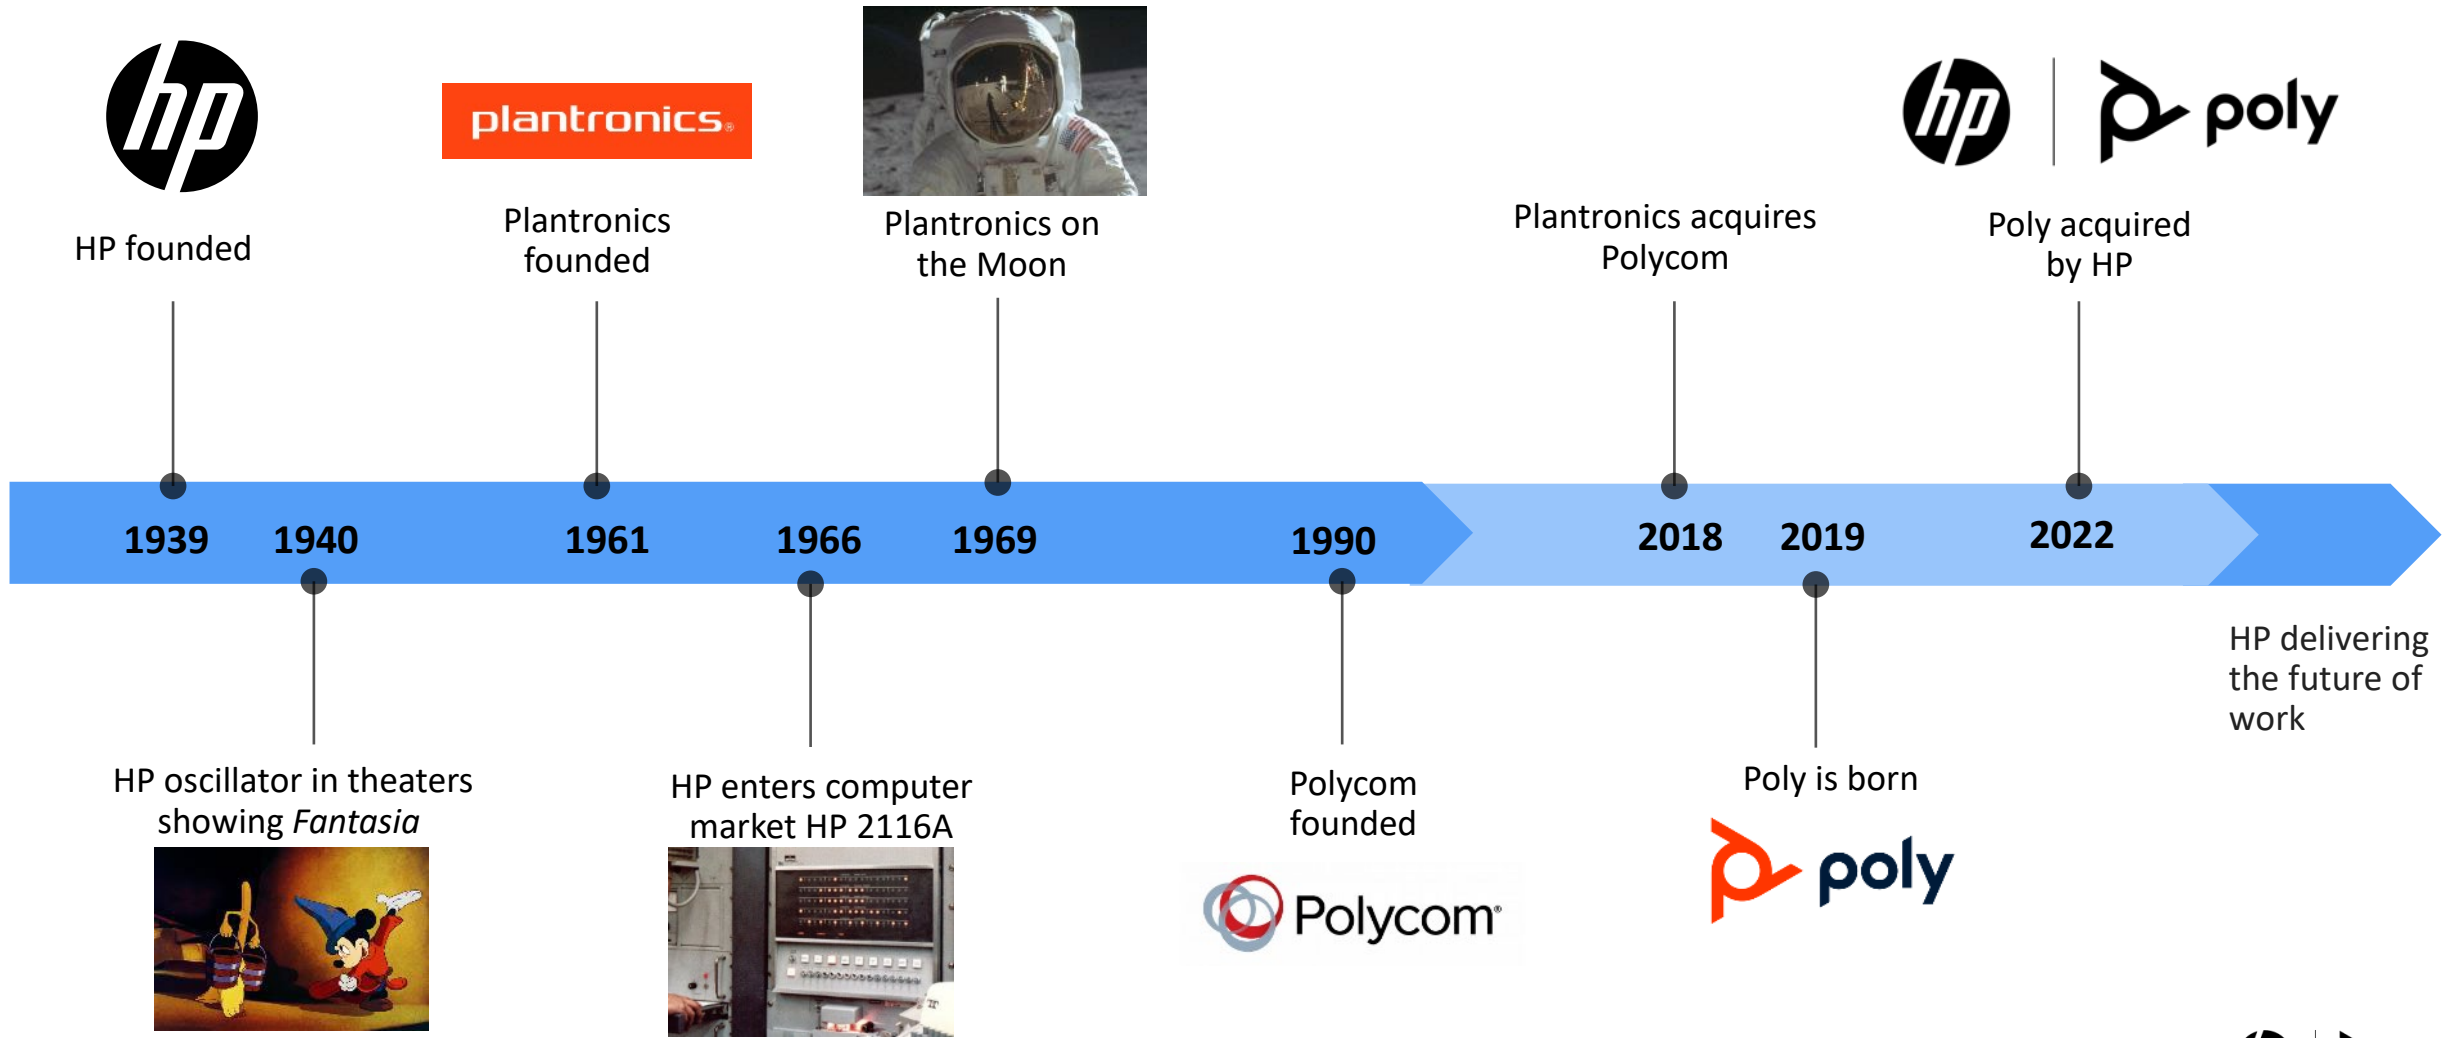 hp
plantronics®
hp
poly
HP founded
Plantronics
founded
Plantronics on
the Moon
Plantronics acquires
Polycom
Poly acquired
by HP
1939
1940
1961
1966
1969
1990
2018
2019
2022
HP delivering
the future of
work
HP oscillator in theaters
showing Fantasia
HP enters computer
market HP 2116A
Polycom
founded
Poly is born
Polycom®
poly